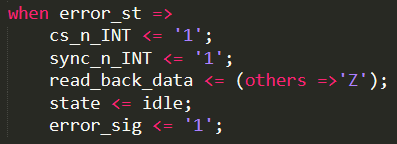 when error_st =>
cs_n_INT <= '1';
sync_n_INT <= '1';
read_back_data <= (others =>'Z');
state <= idle;
error_sig <= '1';